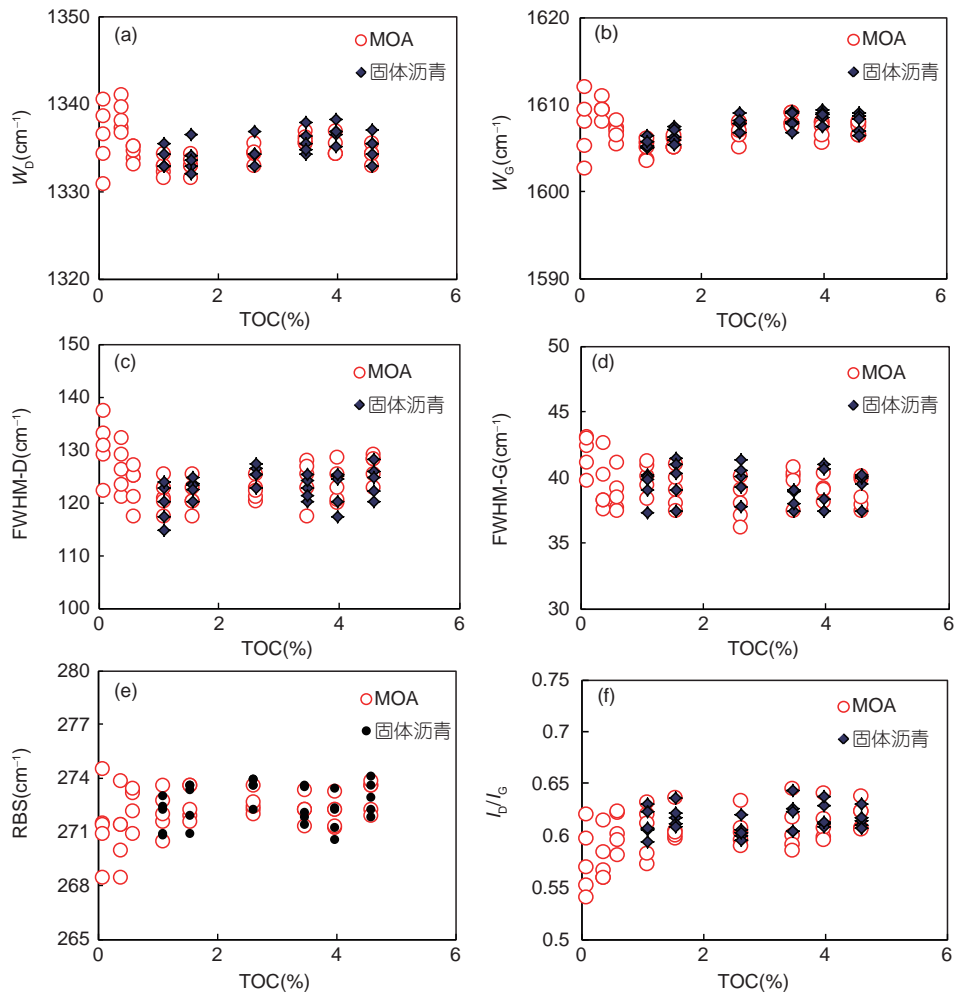 (a)
MOA
固体沥青
W_D(cm⁻¹)
1350
1340
1330
1320
0 2 4 6
TOC(%)
(b)
MOA
固体沥青
W_G(cm⁻¹)
1620
1610
1600
1590
0 2 4 6
TOC(%)
(c)
MOA
固体沥青
FWHM-D(cm⁻¹)
150
140
130
120
110
100
0 2 4 6
TOC(%)
(d)
MOA
固体沥青
FWHM-G(cm⁻¹)
50
45
40
35
30
0 2 4 6
TOC(%)
(e)
MOA
固体沥青
RBS(cm⁻¹)
280
277
274
271
268
265
0 2 4 6
TOC(%)
(f)
MOA
固体沥青
I_D/I_G
0.75
0.7
0.65
0.6
0.55
0.5
0 2 4 6
TOC(%)